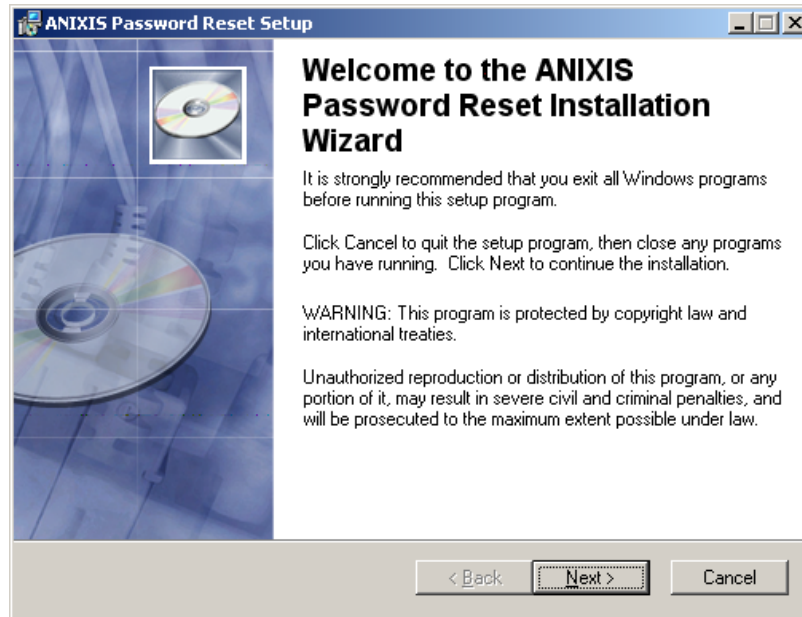 ANIXIS Password Reset Setup
Welcome to the ANIXIS
Password Reset Installation
Wizard
It is strongly recommended that you exit all Windows programs
before running this setup program.
Click Cancel to quit the setup program, then close any programs
you have running.  Click Next to continue the installation.
WARNING: This program is protected by copyright law and
international treaties.
Unauthorized reproduction or distribution of this program, or any
portion of it, may result in severe civil and criminal penalties, and
will be prosecuted to the maximum extent possible under law.
< Back
Next >
Cancel